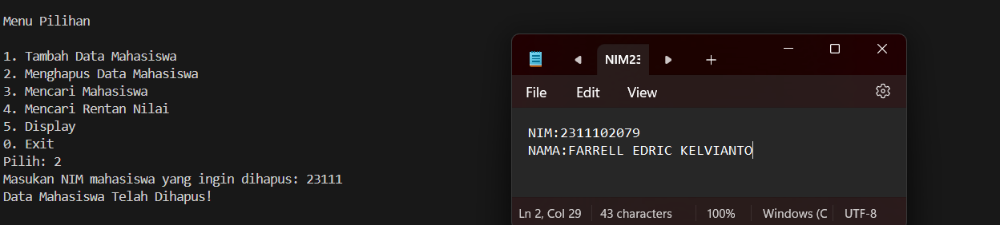 Menu Pilihan
1. Tambah Data Mahasiswa
2. Menghapus Data Mahasiswa
3. Mencari Mahasiswa
4. Mencari Rentan Nilai
5. Display
0. Exit
Pilih: 2
Masukan NIM mahasiswa yang ingin dihapus: 23111
Data Mahasiswa Telah Dihapus!
NIM23
File Edit View
NIM:2311102079
NAMA:FARRELL EDRIC KELVIANTO
Ln 2, Col 29 43 characters 100% Windows (C UTF-8